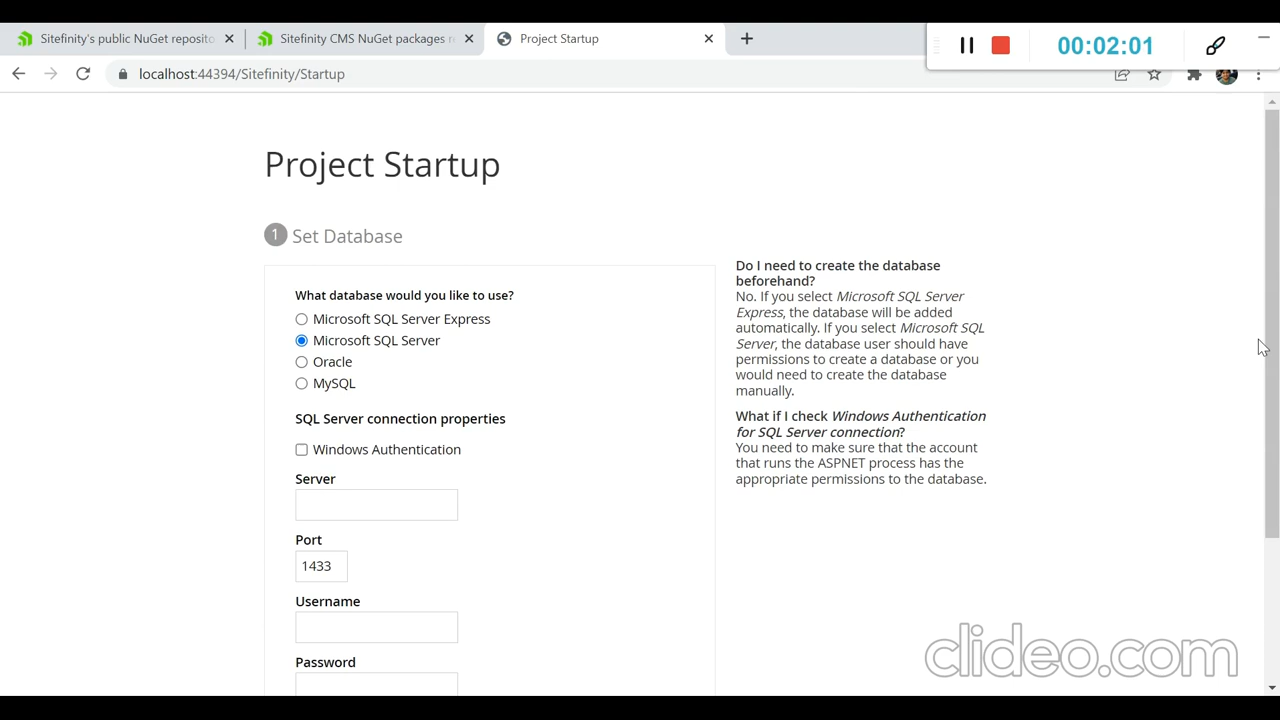 Sitefinity's public NuGet reposito
Sitefinity CMS NuGet packages r
Project Startup
00:02:01
localhost:44394/Sitefinity/Startup
Project Startup
1 Set Database
What database would you like to use?
Microsoft SQL Server Express
Microsoft SQL Server
Oracle
MySQL
SQL Server connection properties
Windows Authentication
Server
Port
1433
Username
Password
Do I need to create the database
beforehand?
No. If you select Microsoft SQL Server
Express, the database will be added
automatically. If you select Microsoft SQL
Server, the database user should have
permissions to create a database or you
would need to create the database
manually.
What if I check Windows Authentication
for SQL Server connection?
You need to make sure that the account
that runs the ASPNET process has the
appropriate permissions to the database.
clideo.com